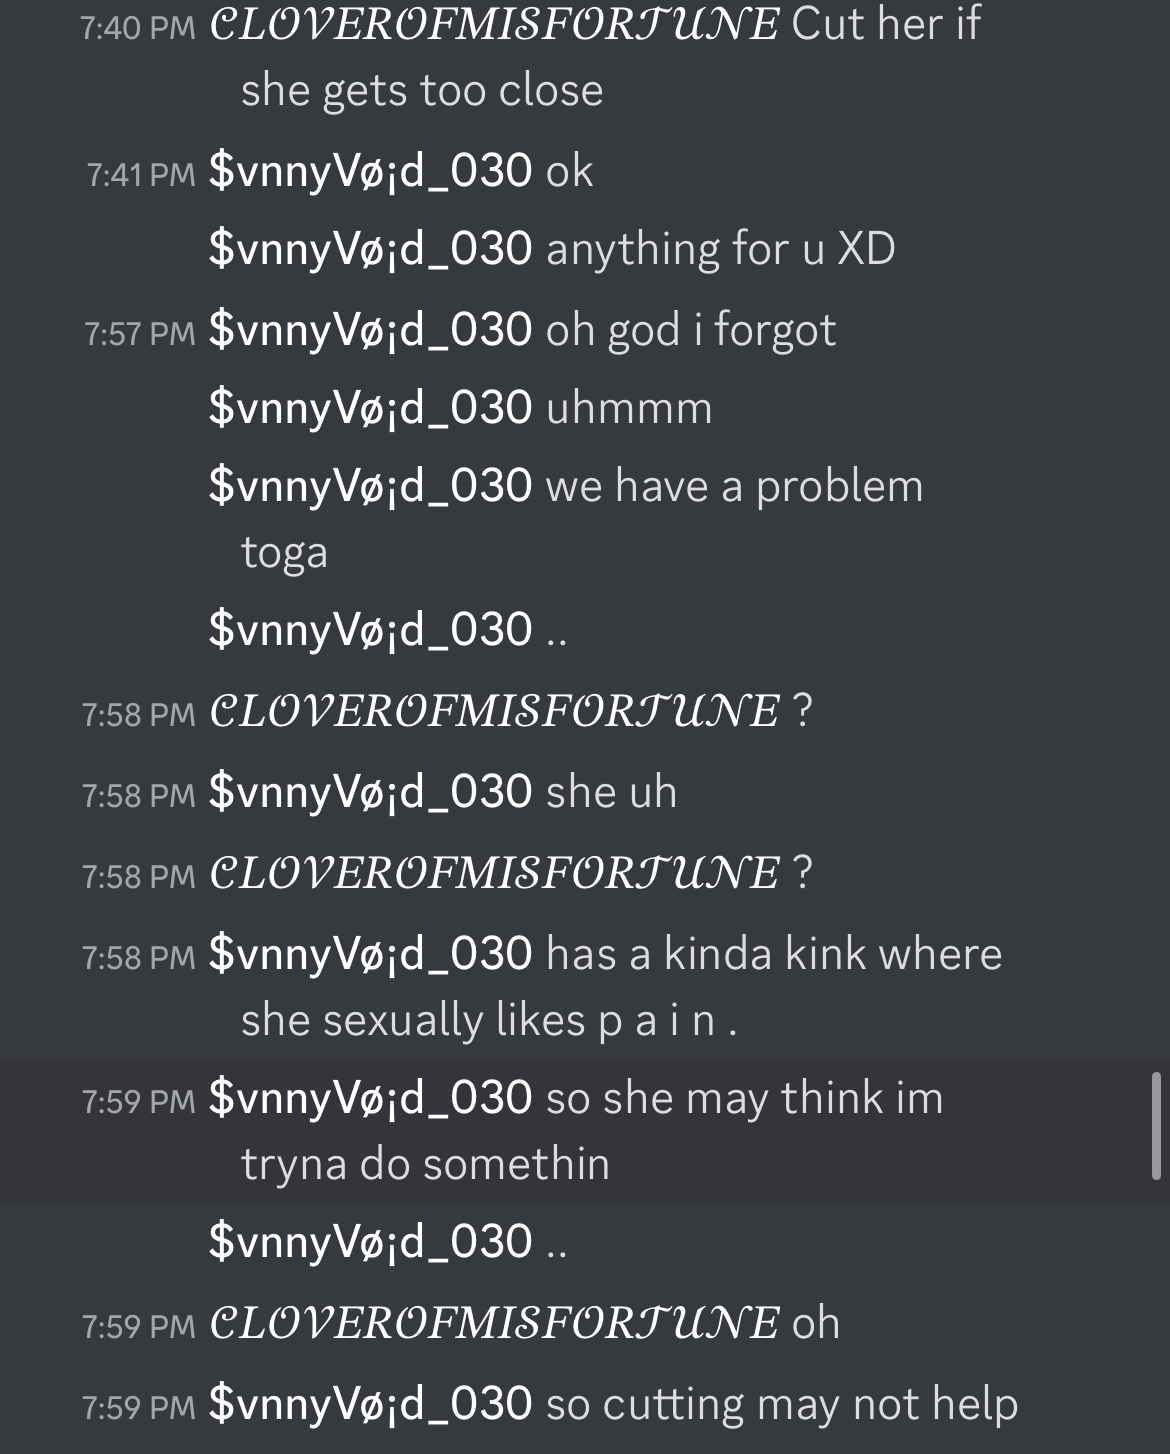 7:40 PM 𝒞LOVEROFMISFORTUNE Cut her if
she gets too close
7:41 PM $vnnyVø¡d_030 ok
$vnnyVø¡d_030 anything for u XD
7:57 PM $vnnyVø¡d_030 oh god i forgot
$vnnyVø¡d_030 uhmmm
$vnnyVø¡d_030 we have a problem
toga
$vnnyVø¡d_030 ..
7:58 PM 𝒞LOVEROFMISFORTUNE ?
7:58 PM $vnnyVø¡d_030 she uh
7:58 PM 𝒞LOVEROFMISFORTUNE ?
7:58 PM $vnnyVø¡d_030 has a kinda kink where
she sexually likes p a i n .
7:59 PM $vnnyVø¡d_030 so she may think im
tryna do somethin
$vnnyVø¡d_030 ..
7:59 PM 𝒞LOVEROFMISFORTUNE oh
7:59 PM $vnnyVø¡d_030 so cutting may not help